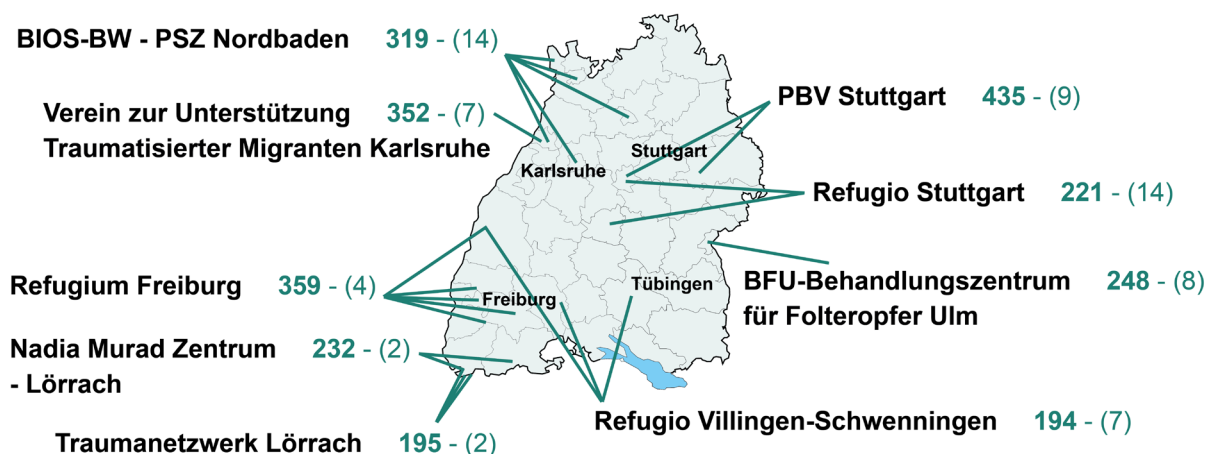 BIOS-BW - PSZ Nordbaden 319 - (14)
Verein zur Unterstützung 352 - (7)
Traumatisierter Migranten Karlsruhe
PBV Stuttgart 435 - (9)
Stuttgart
Karlsruhe
Refugio Stuttgart 221 - (14)
Refugium Freiburg 359 - (4)
Freiburg
Tübingen
BFU-Behandlungszentrum 248 - (8)
für Folteropfer Ulm
Nadia Murad Zentrum 232 - (2)
- Lörrach
Refugio Villingen-Schwenningen 194 - (7)
Traumanetzwerk Lörrach 195 - (2)